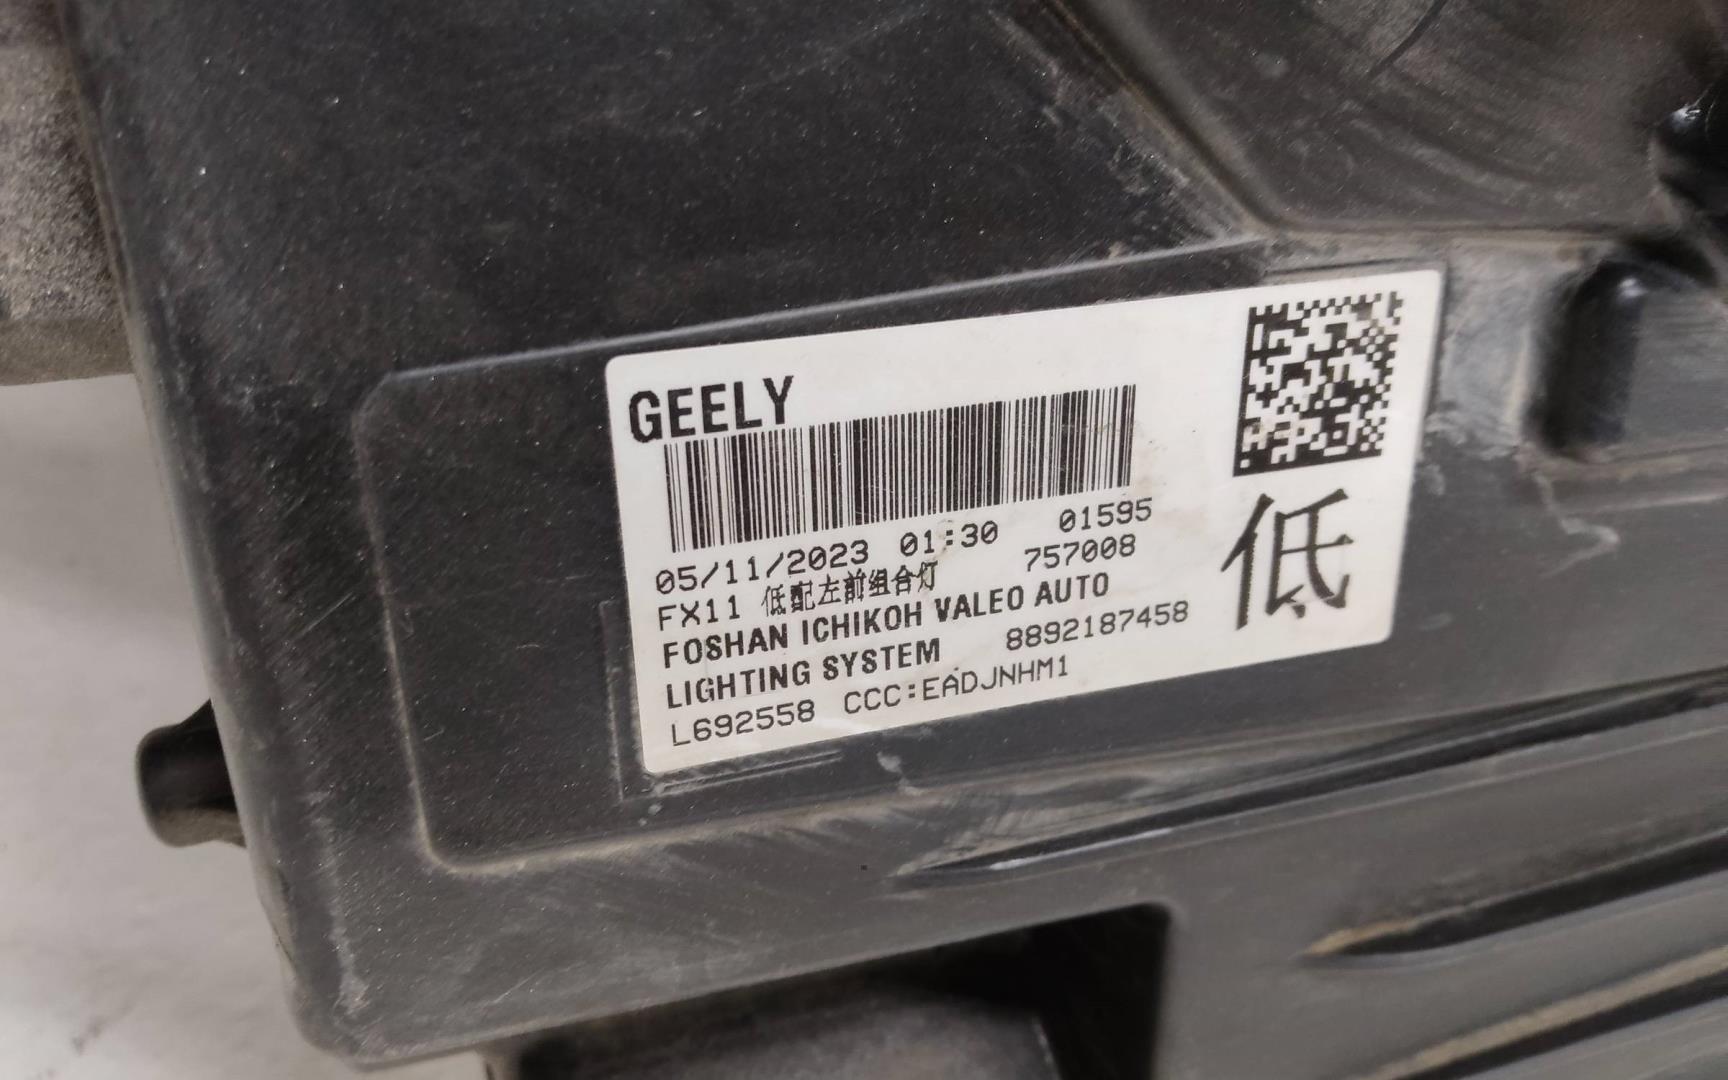 GEELY
05/11/2023 01:30 01595
FX11 低配左前组合灯 757008
FOSHAN ICHIKOH VALEO AUTO
LIGHTING SYSTEM 8892187458
L692558 CCC:EADJNHM1
低